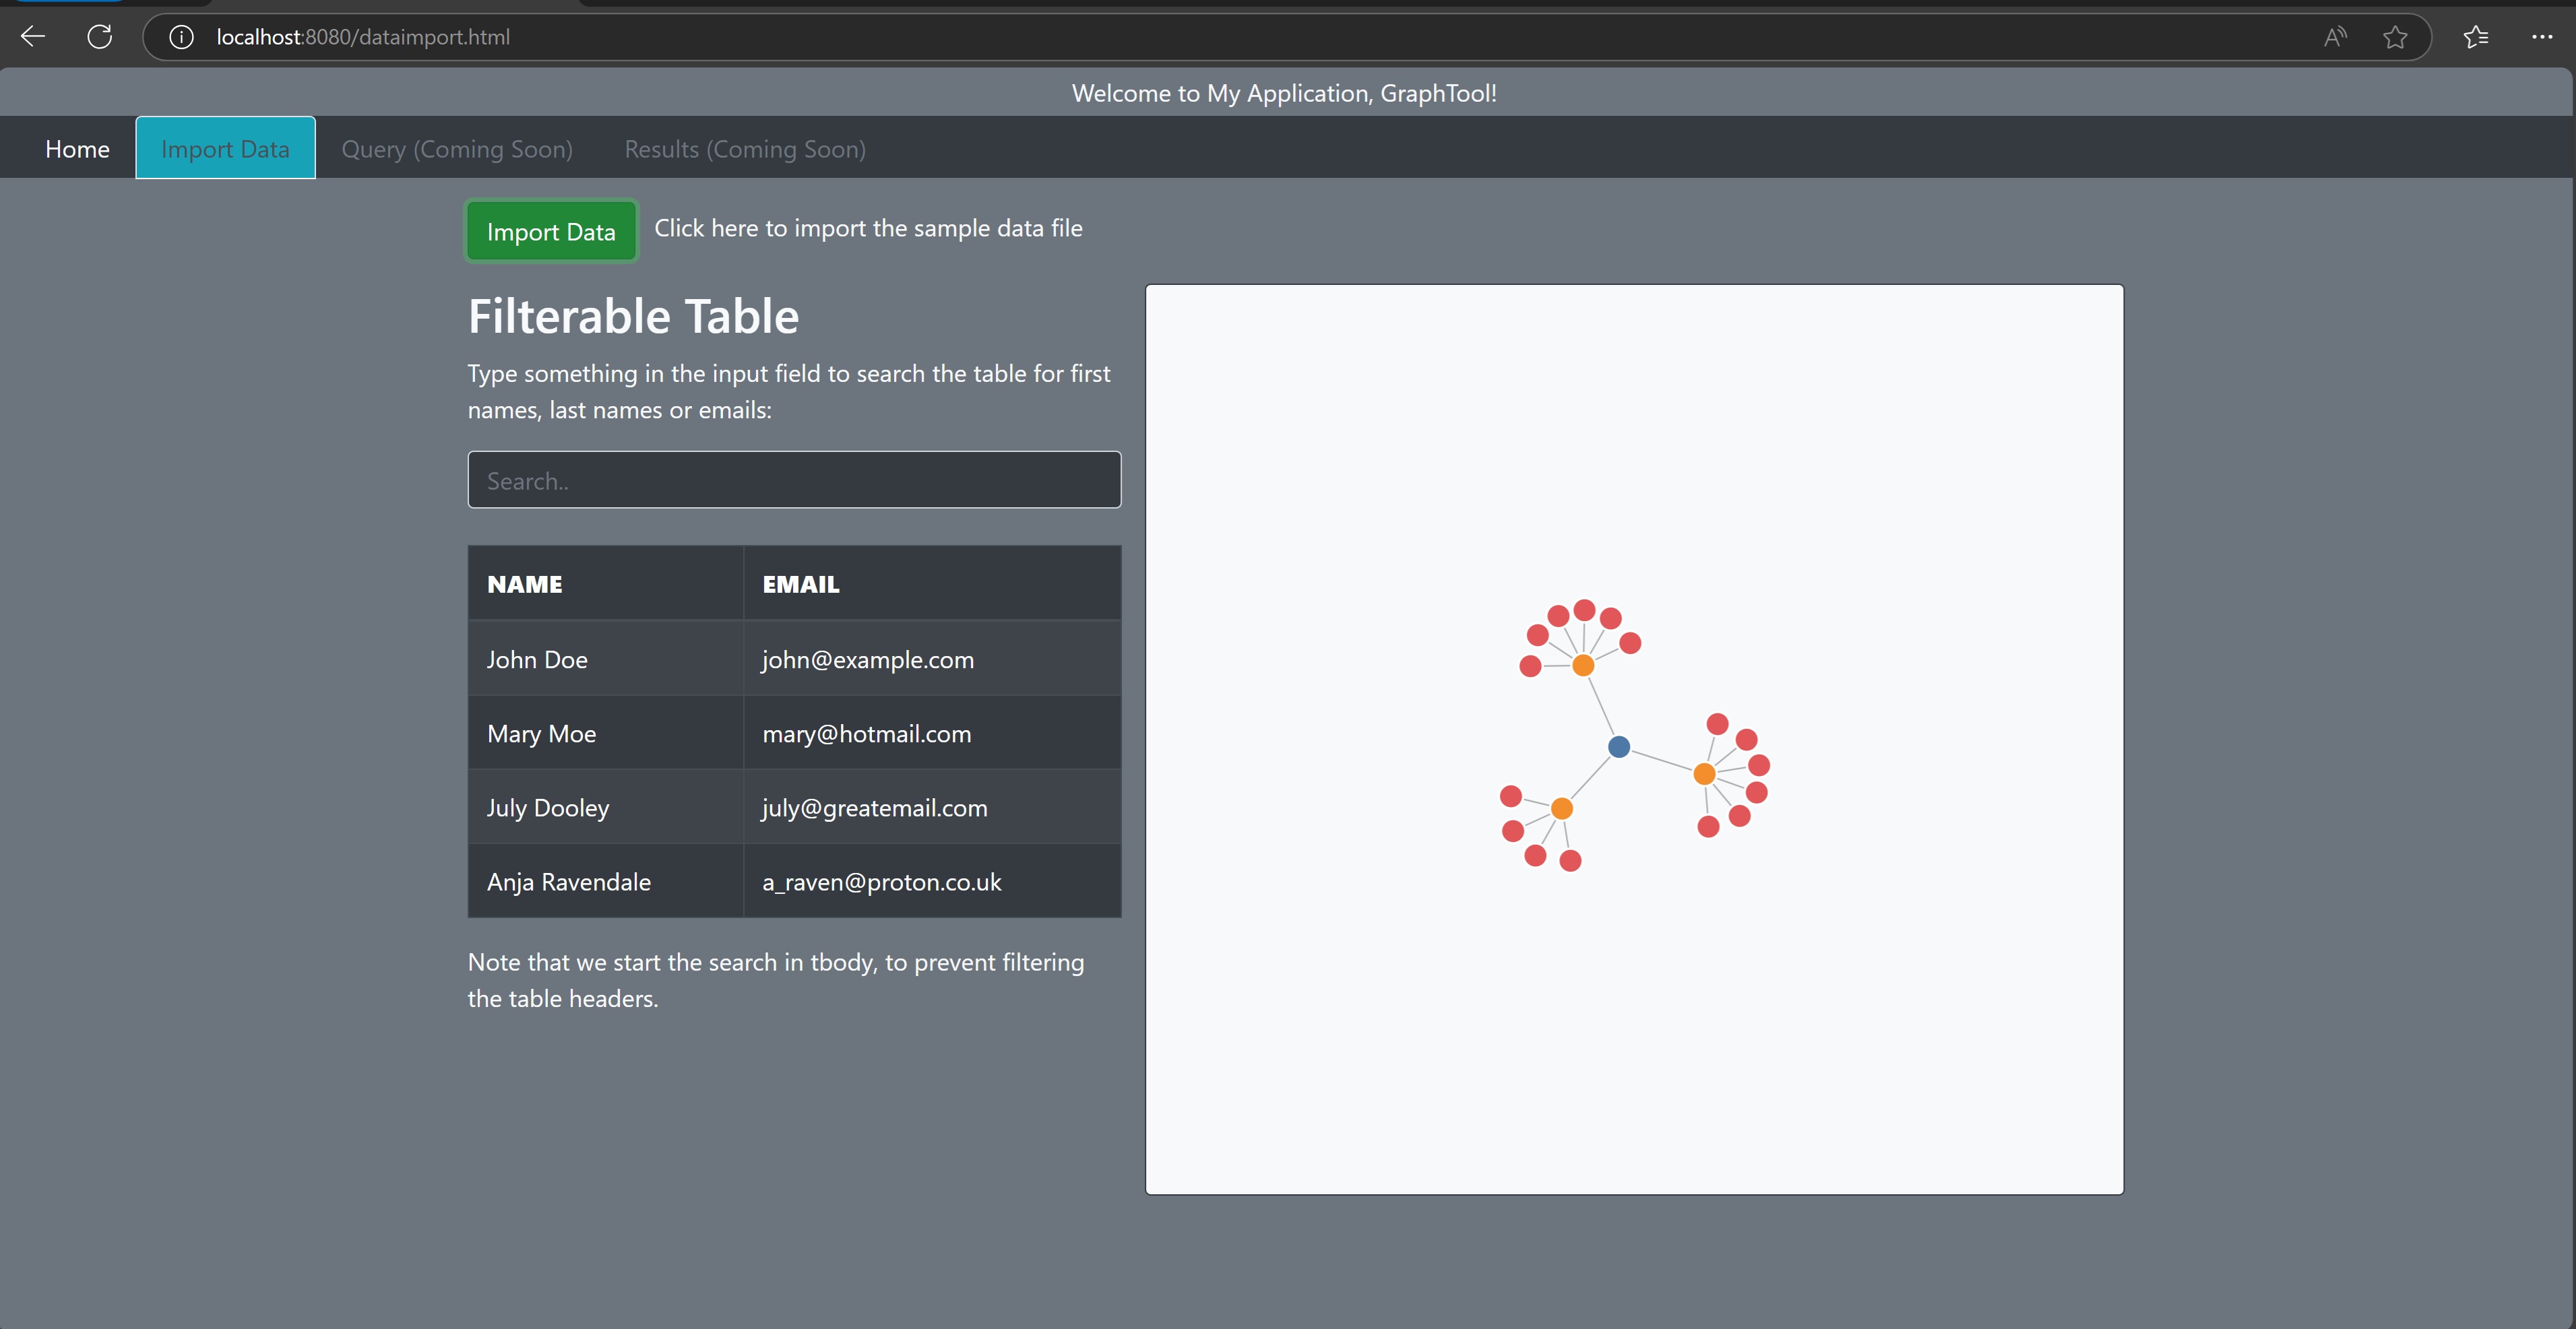 localhost:8080/dataimport.html
Welcome to My Application, GraphTool!
Home Import Data Query (Coming Soon) Results (Coming Soon)
Import Data Click here to import the sample data file
Filterable Table
Type something in the input field to search the table for first
names, last names or emails:
Search..
NAME EMAIL
John Doe john@example.com
Mary Moe mary@hotmail.com
July Dooley july@greatemail.com
Anja Ravendale a_raven@proton.co.uk
Note that we start the search in tbody, to prevent filtering
the table headers.